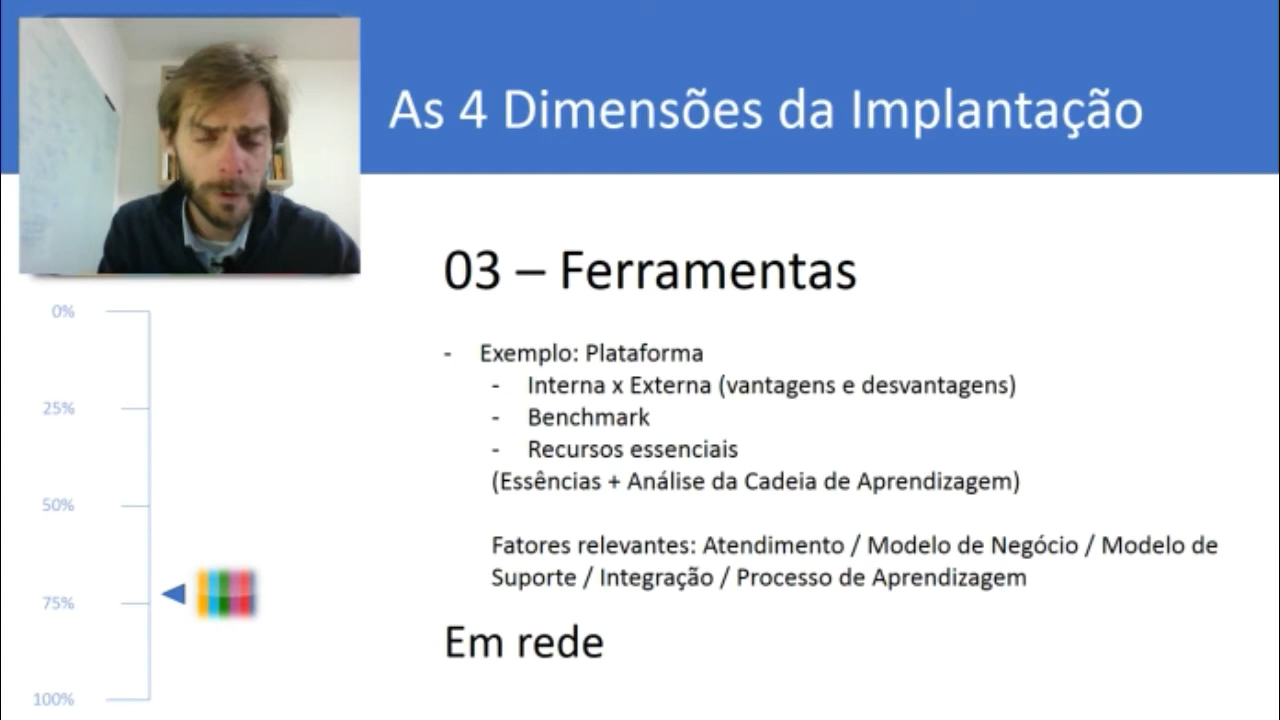 As 4 Dimensões da Implantação
03 – Ferramentas
- Exemplo: Plataforma
- Interna x Externa (vantagens e desvantagens)
- Benchmark
- Recursos essenciais
(Essências + Análise da Cadeia de Aprendizagem)
Fatores relevantes: Atendimento / Modelo de Negócio / Modelo de
Suporte / Integração / Processo de Aprendizagem
Em rede
0%
25%
50%
75%
100%